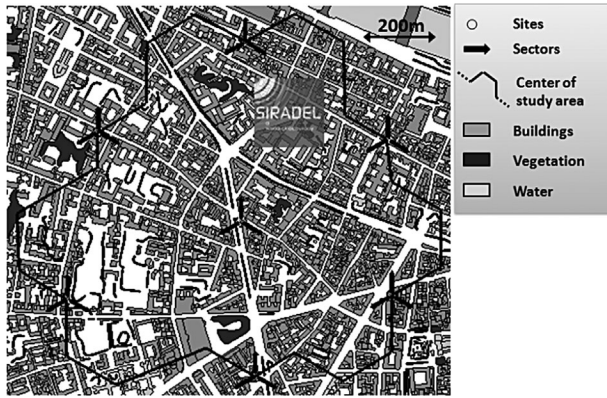 200m
SIRADEL
Sites
Sectors
Center of
study area
Buildings
Vegetation
Water